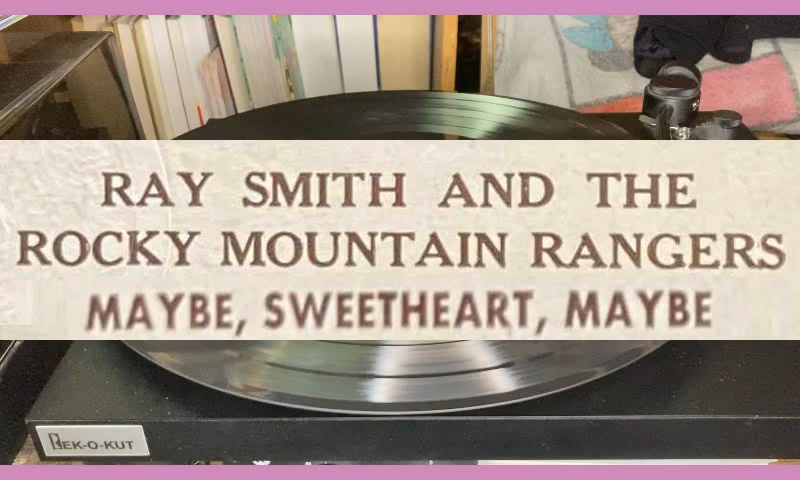 RAY SMITH AND THE
ROCKY MOUNTAIN RANGERS
MAYBE, SWEETHEART, MAYBE
REK-O-KUT